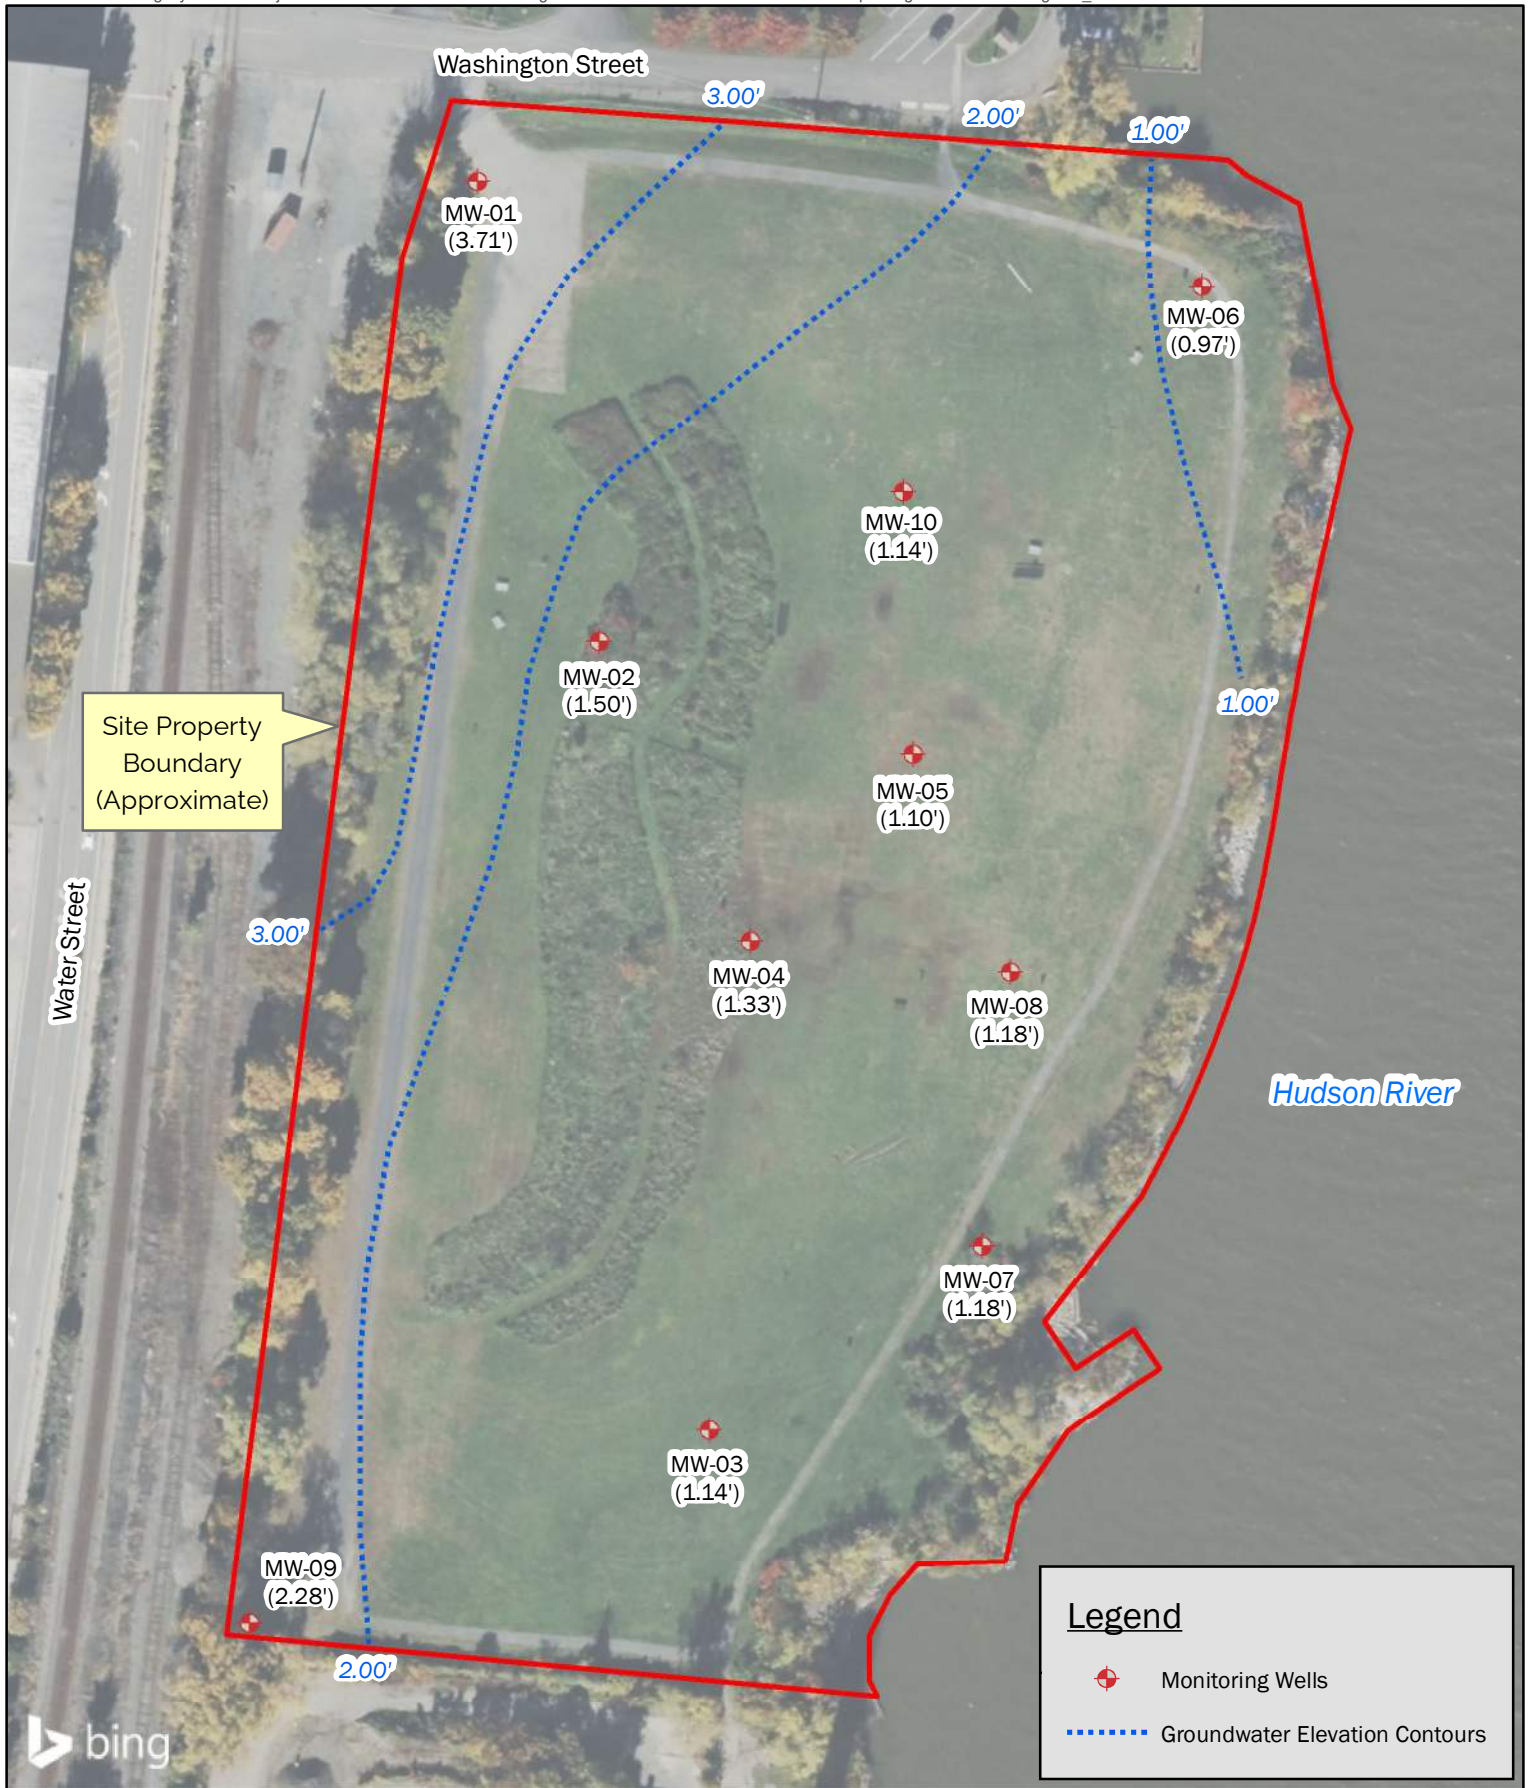 Washington Street
3.00'
2.00'
1.00'
MW-01
(3.71')
MW-06
(0.97')
MW-10
(1.14')
MW-02
(1.50')
1.00'
Site Property
Boundary
(Approximate)
MW-05
(1.10')
Water Street
3.00'
MW-04
(1.33')
MW-08
(1.18')
Hudson River
MW-07
(1.18')
MW-03
(1.14')
MW-09
(2.28')
2.00'
Legend
Monitoring Wells
Groundwater Elevation Contours
bing